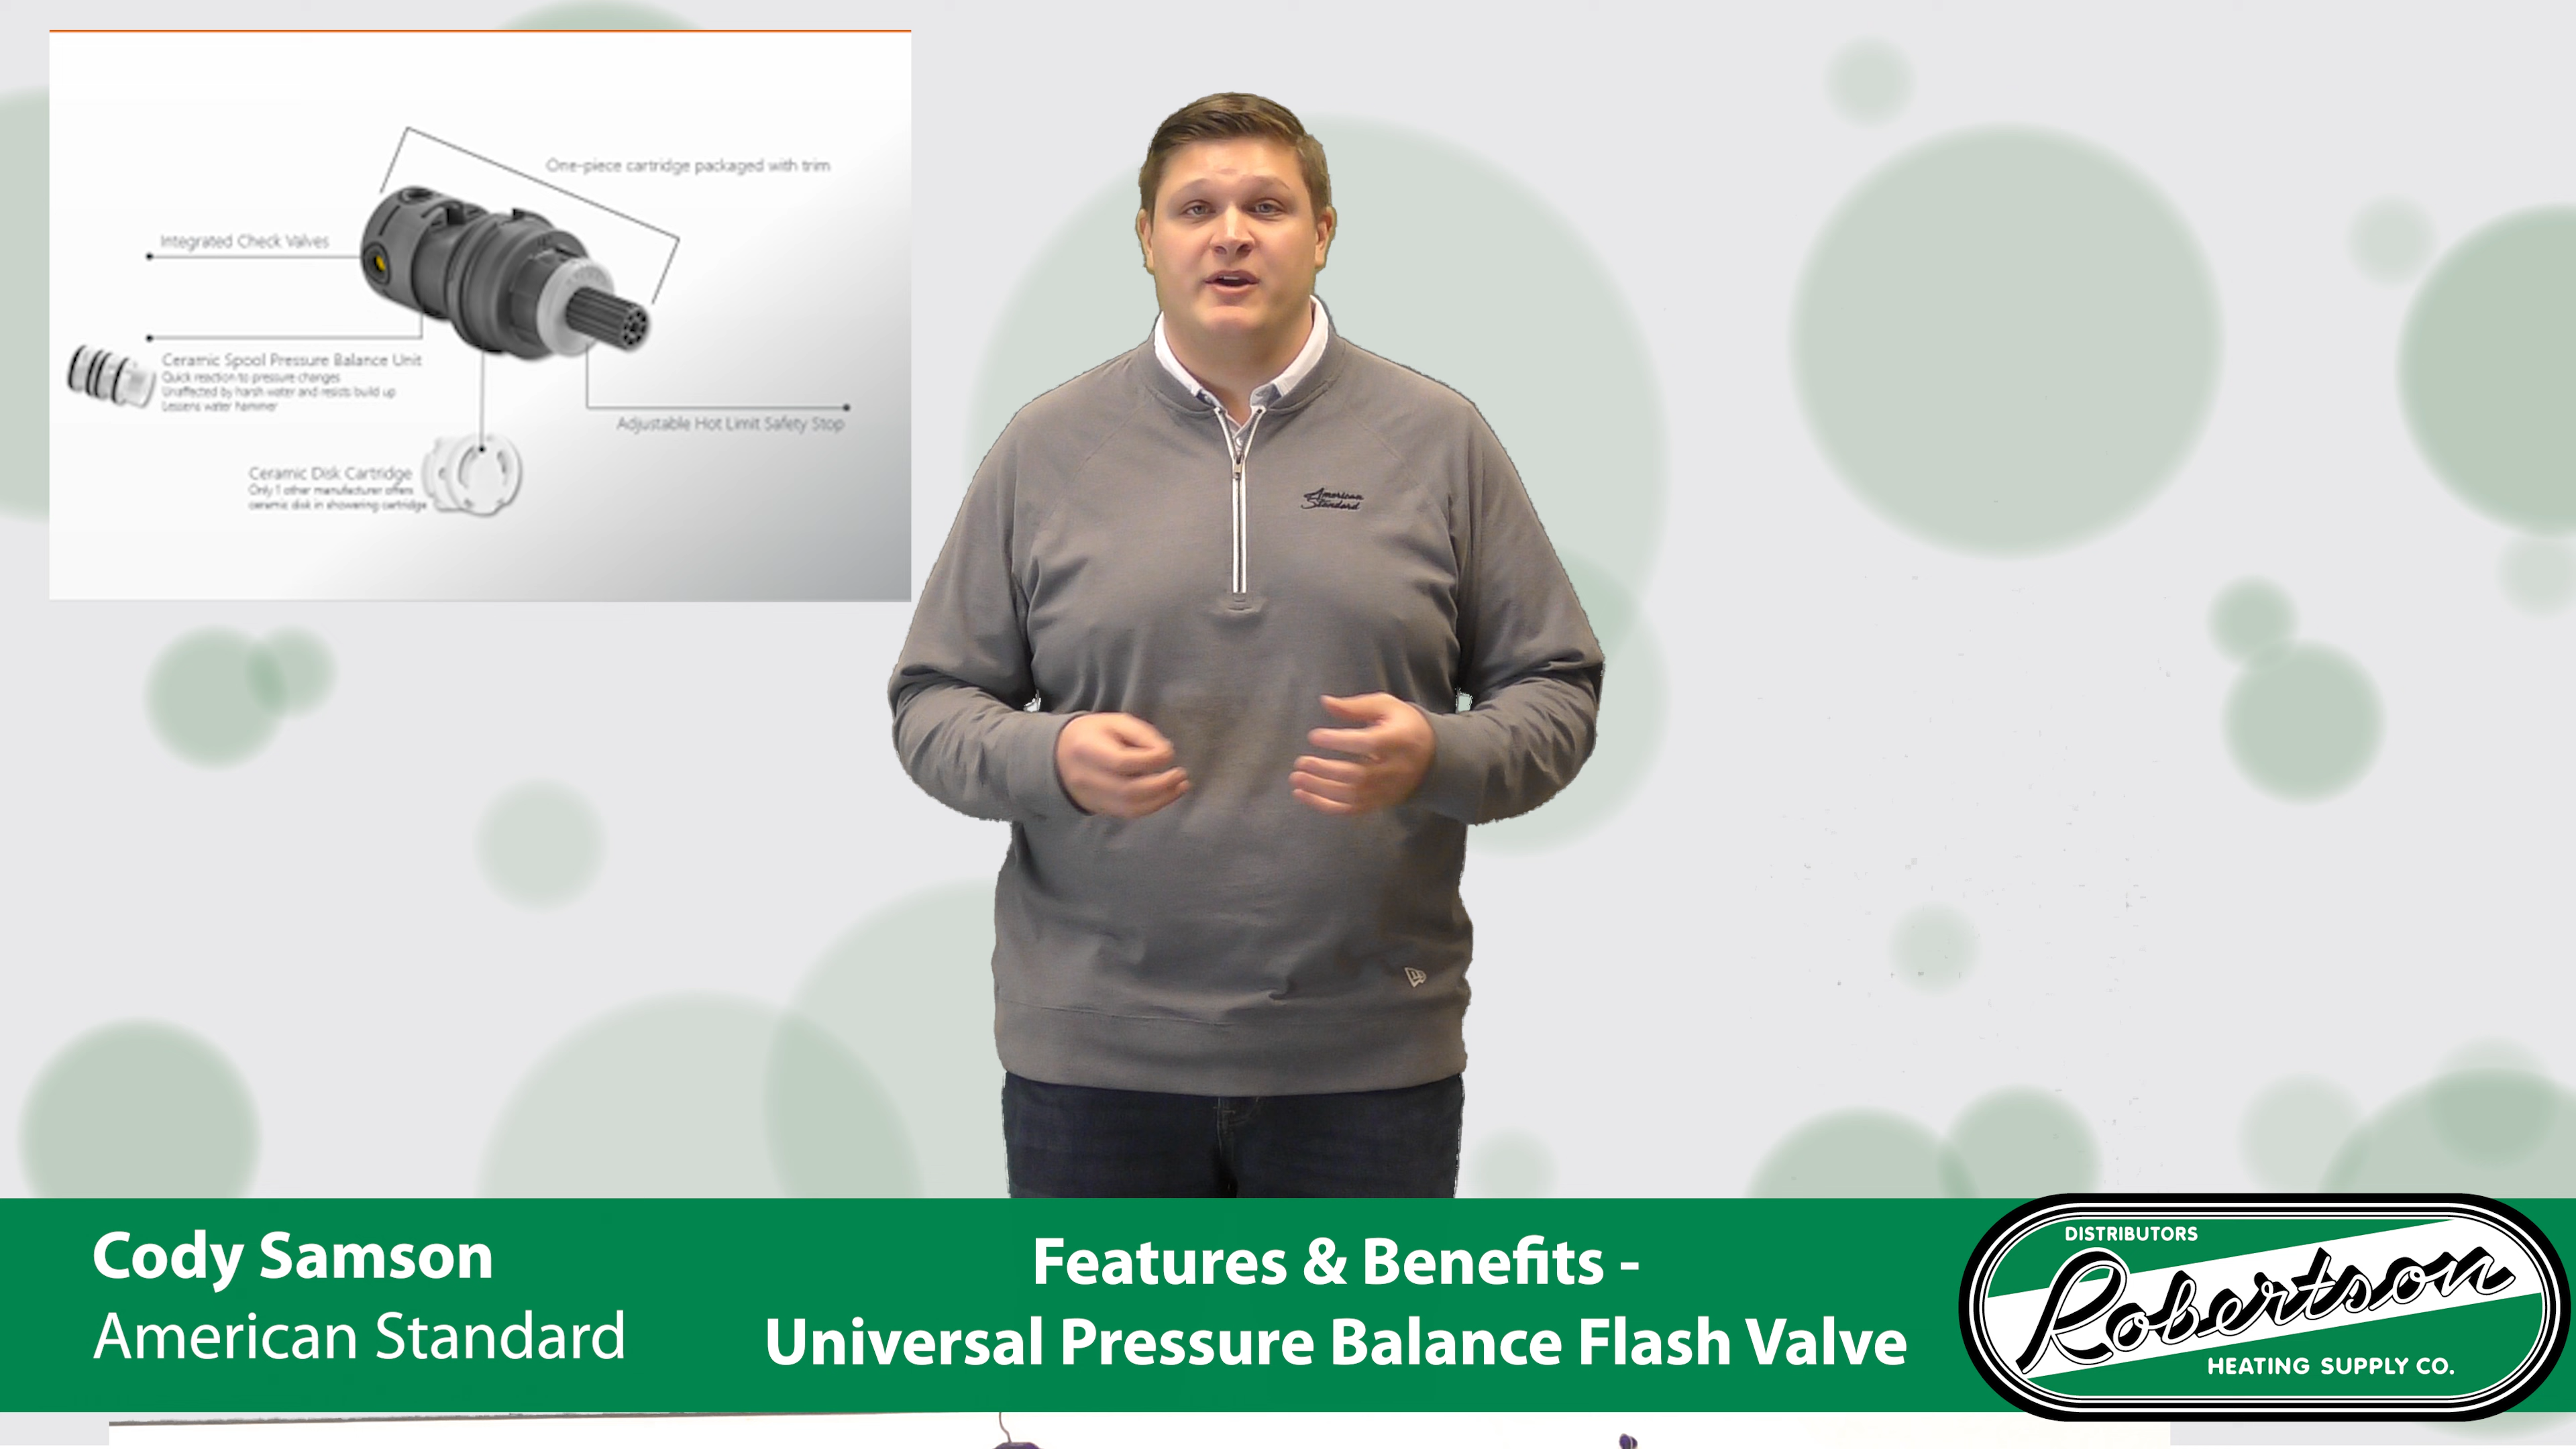 One-piece cartridge packaged with trim
Integrated Check Valves
Ceramic Spool Pressure Balance Unit
Quick reaction to pressure changes
Unaffected by harsh water and resists build up
Lessens water hammer
Adjustable Hot Limit Safety Stop
Ceramic Disk Cartridge
Only 1 other manufacturer offers
ceramic disk in showering cartridge
American
Standard
Cody Samson
American Standard
Features & Benefits -
Universal Pressure Balance Flash Valve
DISTRIBUTORS
Robertson
HEATING SUPPLY CO.